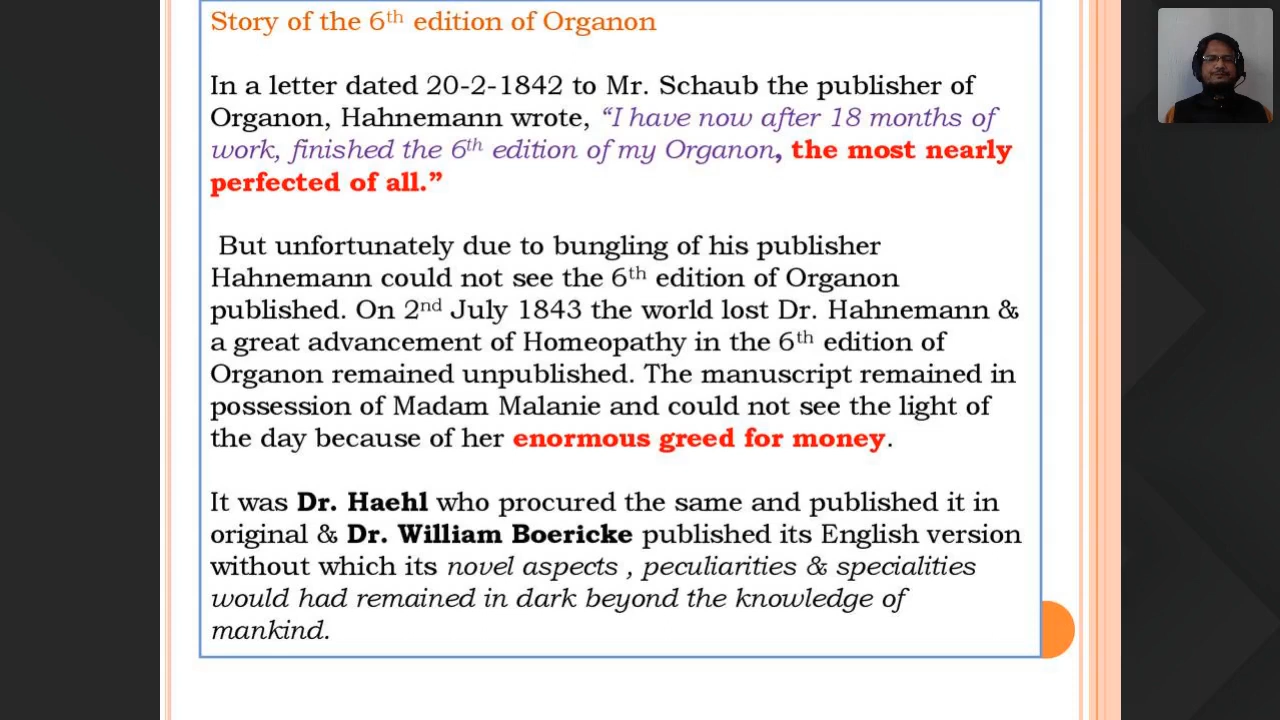 Story of the 6th edition of Organon
In a letter dated 20-2-1842 to Mr. Schaub the publisher of
Organon, Hahnemann wrote, “I have now after 18 months of
work, finished the 6th edition of my Organon, the most nearly
perfected of all.”
But unfortunately due to bungling of his publisher
Hahnemann could not see the 6th edition of Organon
published. On 2nd July 1843 the world lost Dr. Hahnemann &
a great advancement of Homeopathy in the 6th edition of
Organon remained unpublished. The manuscript remained in
possession of Madam Malanie and could not see the light of
the day because of her enormous greed for money.
It was Dr. Haehl who procured the same and published it in
original & Dr. William Boericke published its English version
without which its novel aspects , peculiarities & specialities
would had remained in dark beyond the knowledge of
mankind.